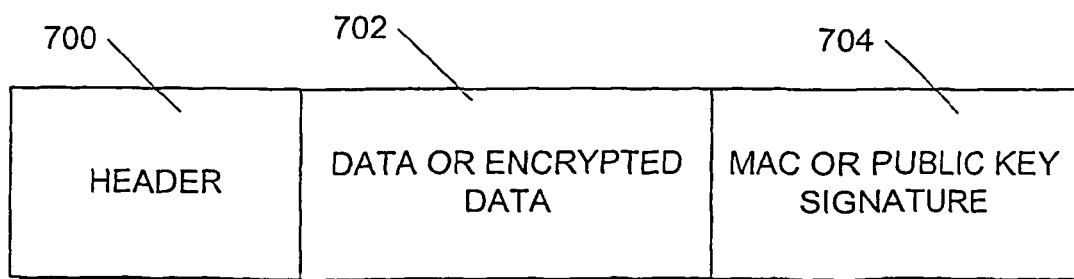 700
702
704
HEADER
DATA OR ENCRYPTED
DATA
MAC OR PUBLIC KEY
SIGNATURE